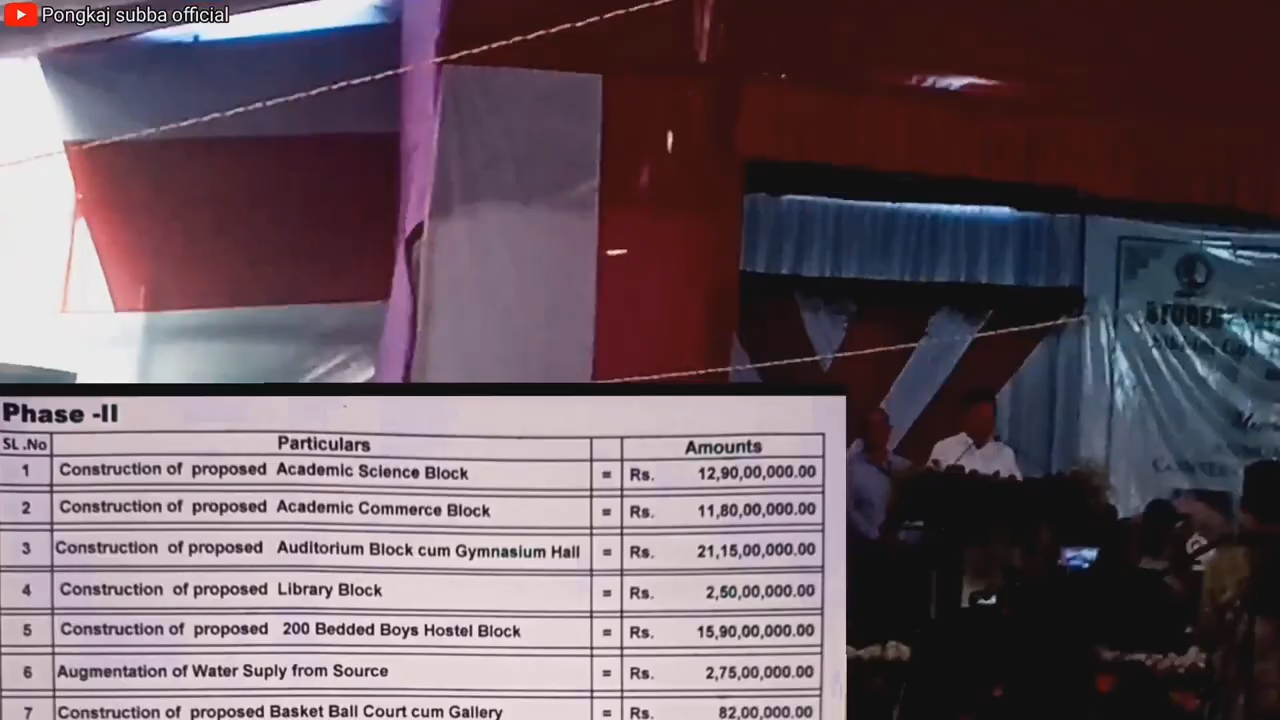 Pongkaj subba official
Phase -II
SL .No Particulars Amounts
1 Construction of proposed Academic Science Block = Rs. 12,90,00,000.00
2 Construction of proposed Academic Commerce Block = Rs. 11,80,00,000.00
3 Construction of proposed Auditorium Block cum Gymnasium Hall = Rs. 21,15,00,000.00
4 Construction of proposed Library Block = Rs. 2,50,00,000.00
5 Construction of proposed 200 Bedded Boys Hostel Block = Rs. 15,90,00,000.00
6 Augmentation of Water Suply from Source = Rs. 2,75,00,000.00
7 Construction of proposed Basket Ball Court cum Gallery = Rs. 82,00,000.00